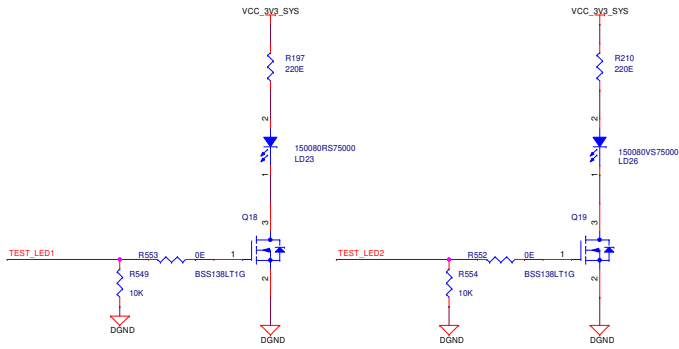 VCC_3V3_SYS
R197
220E
2
150080RS75000
LD23
1
Q18
3
TEST_LED1
R553
0E
1
BSS138LT1G
2
R549
10K
DGND
DGND
VCC_3V3_SYS
R210
220E
2
150080VS75000
LD26
1
Q19
3
TEST_LED2
R552
0E
1
BSS138LT1G
2
R554
10K
DGND
DGND